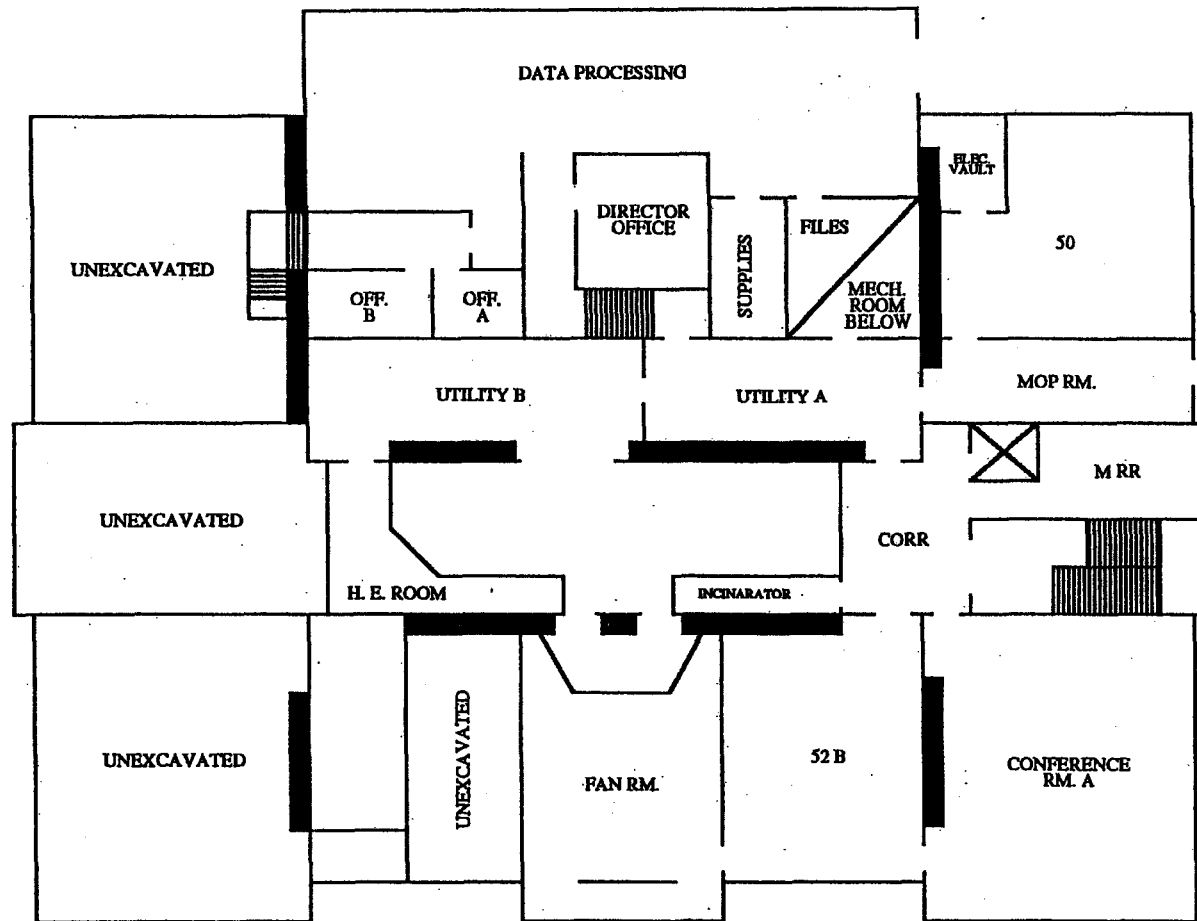 DATA PROCESSING
ELEC.
VAULT
DIRECTOR
OFFICE
FILES
50
UNEXCAVATED
SUPPLIES
MECH.
ROOM
BELOW
OFF.
B
OFF.
A
MOP RM.
UTILITY B
UTILITY A
M RR
UNEXCAVATED
CORR
H. E. ROOM
INCINARATOR
UNEXCAVATED
UNEXCAVATED
FAN RM.
52 B
CONFERENCE
RM. A